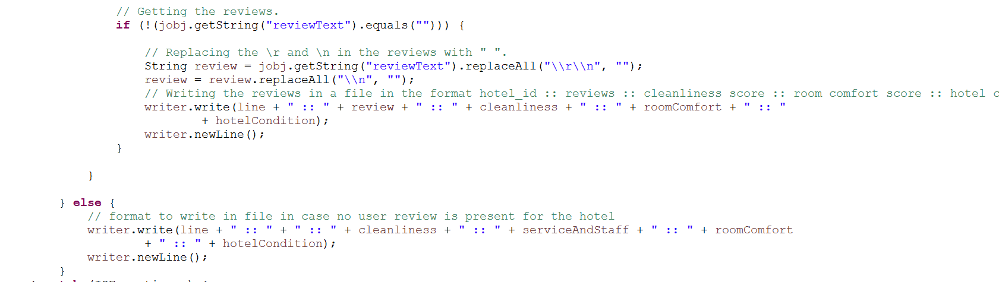 // Getting the reviews.
if (!(jobj.getString("reviewText").equals(""))) {
// Replacing the \r and \n in the reviews with " ".
String review = jobj.getString("reviewText").replaceAll("\\r\\n", "");
review = review.replaceAll("\\n", "");
// Writing the reviews in a file in the format hotel_id :: reviews :: cleanliness score :: room comfort score :: hotel c
writer.write(line + " :: " + review + " :: " + cleanliness + " :: " + roomComfort + " :: "
+ hotelCondition);
writer.newLine();
}
}
} else {
// format to write in file in case no user review is present for the hotel
writer.write(line + " :: " + " :: " + cleanliness + " :: " + serviceAndStaff + " :: " + roomComfort
+ " :: " + hotelCondition);
writer.newLine();
}